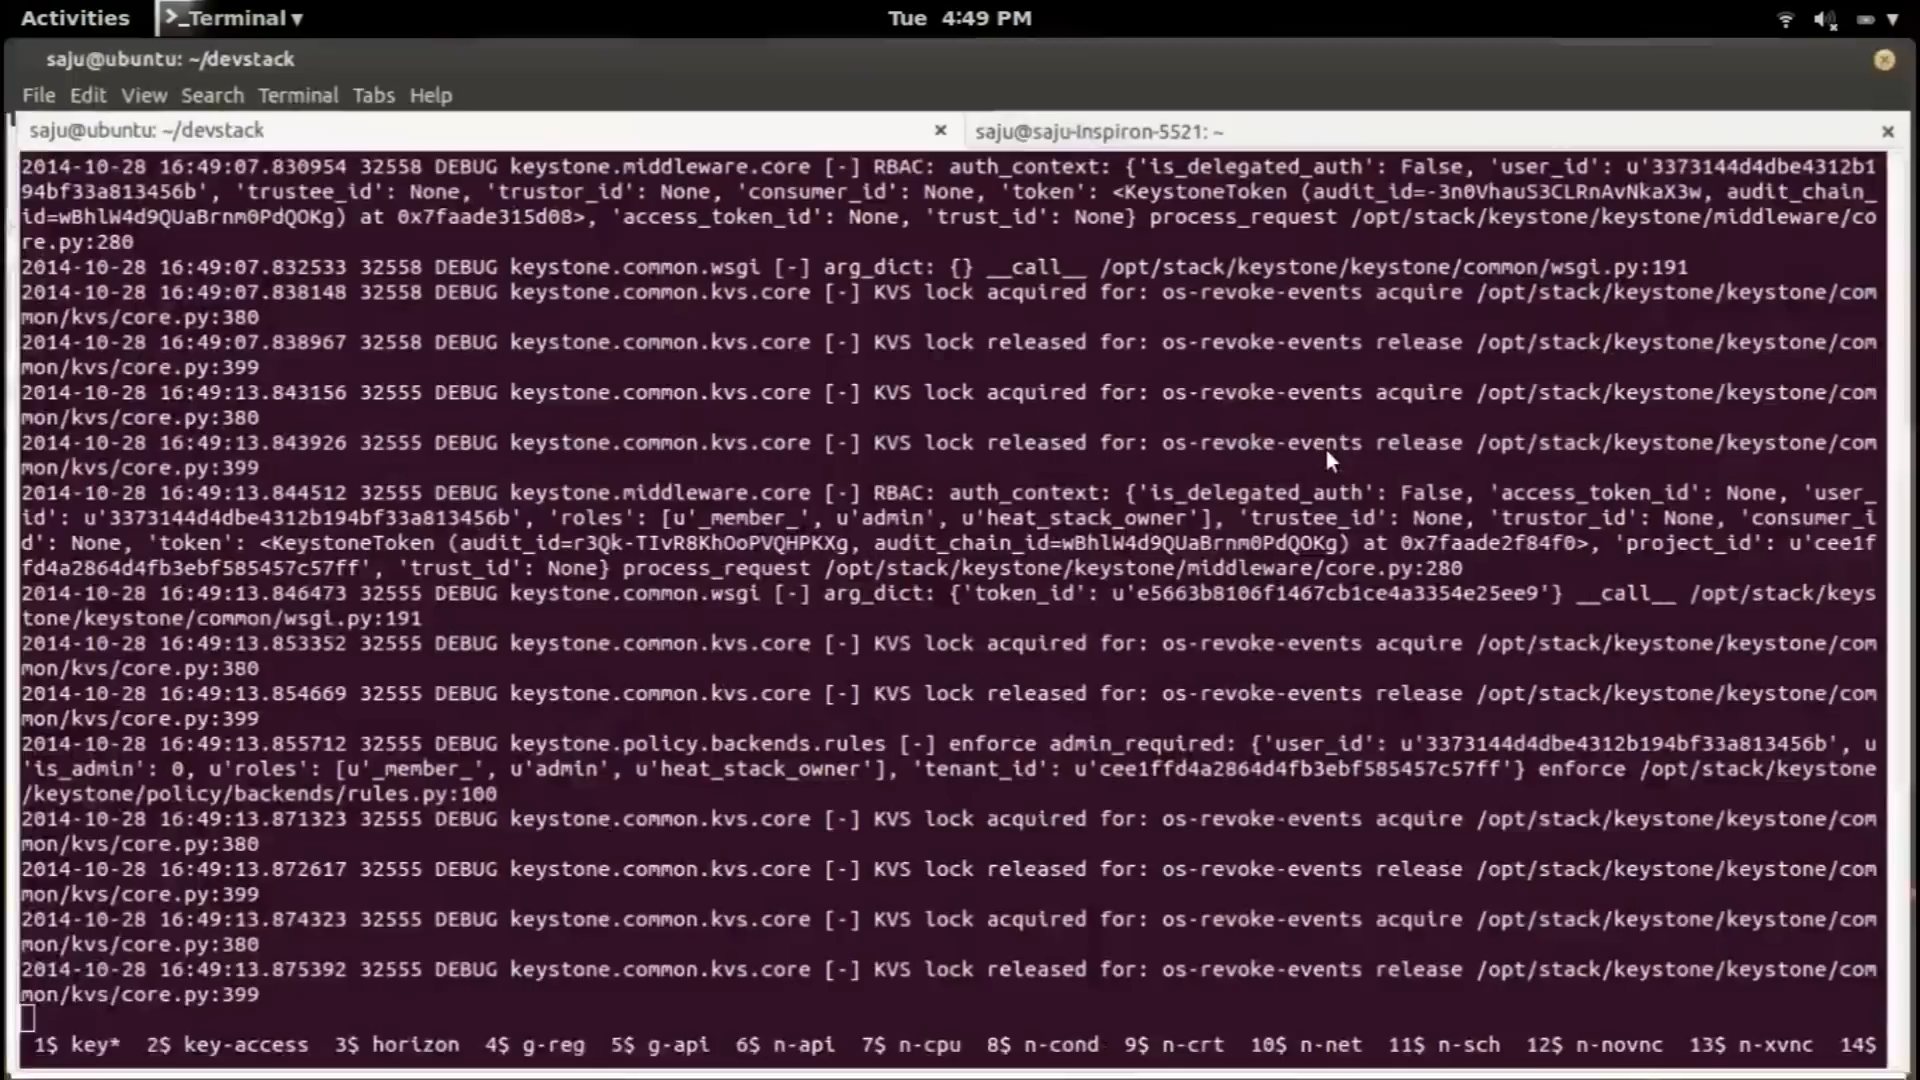 Activities >_Terminal ▾ Tue 4:49 PM
saju@ubuntu: ~/devstack
File Edit View Search Terminal Tabs Help
saju@ubuntu: ~/devstack × saju@saju-Inspiron-5521: ~ ×
2014-10-28 16:49:07.830954 32558 DEBUG keystone.middleware.core [-] RBAC: auth_context: {'is_delegated_auth': False, 'user_id': u'3373144d4dbe4312b1
94bf33a813456b', 'trustee_id': None, 'trustor_id': None, 'consumer_id': None, 'token': <KeystoneToken (audit_id=-3n0VhauS3CLRnAvNkaX3w, audit_chain_
id=wBhlW4d9QUaBrnm0PdQOKg) at 0x7faade315d08>, 'access_token_id': None, 'trust_id': None} process_request /opt/stack/keystone/keystone/middleware/co
re.py:280
2014-10-28 16:49:07.832533 32558 DEBUG keystone.common.wsgi [-] arg_dict: {} __call__ /opt/stack/keystone/keystone/common/wsgi.py:191
2014-10-28 16:49:07.838148 32558 DEBUG keystone.common.kvs.core [-] KVS lock acquired for: os-revoke-events acquire /opt/stack/keystone/keystone/com
mon/kvs/core.py:380
2014-10-28 16:49:07.838967 32558 DEBUG keystone.common.kvs.core [-] KVS lock released for: os-revoke-events release /opt/stack/keystone/keystone/com
mon/kvs/core.py:399
2014-10-28 16:49:13.843156 32555 DEBUG keystone.common.kvs.core [-] KVS lock acquired for: os-revoke-events acquire /opt/stack/keystone/keystone/com
mon/kvs/core.py:380
2014-10-28 16:49:13.843926 32555 DEBUG keystone.common.kvs.core [-] KVS lock released for: os-revoke-events release /opt/stack/keystone/keystone/com
mon/kvs/core.py:399
2014-10-28 16:49:13.844512 32555 DEBUG keystone.middleware.core [-] RBAC: auth_context: {'is_delegated_auth': False, 'access_token_id': None, 'user_
id': u'3373144d4dbe4312b194bf33a813456b', 'roles': [u'_member_', u'admin', u'heat_stack_owner'], 'trustee_id': None, 'trustor_id': None, 'consumer_i
d': None, 'token': <KeystoneToken (audit_id=r3Qk-TIvR8KhOoPVQHPKXg, audit_chain_id=wBhlW4d9QUaBrnm0PdQOKg) at 0x7faade2f84f0>, 'project_id': u'cee1f
fd4a2864d4fb3ebf585457c57ff', 'trust_id': None} process_request /opt/stack/keystone/keystone/middleware/core.py:280
2014-10-28 16:49:13.846473 32555 DEBUG keystone.common.wsgi [-] arg_dict: {'token_id': u'e5663b8106f1467cb1ce4a3354e25ee9'} __call__ /opt/stack/keys
tone/keystone/common/wsgi.py:191
2014-10-28 16:49:13.853352 32555 DEBUG keystone.common.kvs.core [-] KVS lock acquired for: os-revoke-events acquire /opt/stack/keystone/keystone/com
mon/kvs/core.py:380
2014-10-28 16:49:13.854669 32555 DEBUG keystone.common.kvs.core [-] KVS lock released for: os-revoke-events release /opt/stack/keystone/keystone/com
mon/kvs/core.py:399
2014-10-28 16:49:13.855712 32555 DEBUG keystone.policy.backends.rules [-] enforce admin_required: {'user_id': u'3373144d4dbe4312b194bf33a813456b', u
'is_admin': 0, u'roles': [u'_member_', u'admin', u'heat_stack_owner'], 'tenant_id': u'cee1ffd4a2864d4fb3ebf585457c57ff'} enforce /opt/stack/keystone
/keystone/policy/backends/rules.py:100
2014-10-28 16:49:13.871323 32555 DEBUG keystone.common.kvs.core [-] KVS lock acquired for: os-revoke-events acquire /opt/stack/keystone/keystone/com
mon/kvs/core.py:380
2014-10-28 16:49:13.872617 32555 DEBUG keystone.common.kvs.core [-] KVS lock released for: os-revoke-events release /opt/stack/keystone/keystone/com
mon/kvs/core.py:399
2014-10-28 16:49:13.874323 32555 DEBUG keystone.common.kvs.core [-] KVS lock acquired for: os-revoke-events acquire /opt/stack/keystone/keystone/com
mon/kvs/core.py:380
2014-10-28 16:49:13.875392 32555 DEBUG keystone.common.kvs.core [-] KVS lock released for: os-revoke-events release /opt/stack/keystone/keystone/com
mon/kvs/core.py:399
1$ key* 2$ key-access 3$ horizon 4$ g-reg 5$ g-api 6$ n-api 7$ n-cpu 8$ n-cond 9$ n-crt 10$ n-net 11$ n-sch 12$ n-novnc 13$ n-xvnc 14$